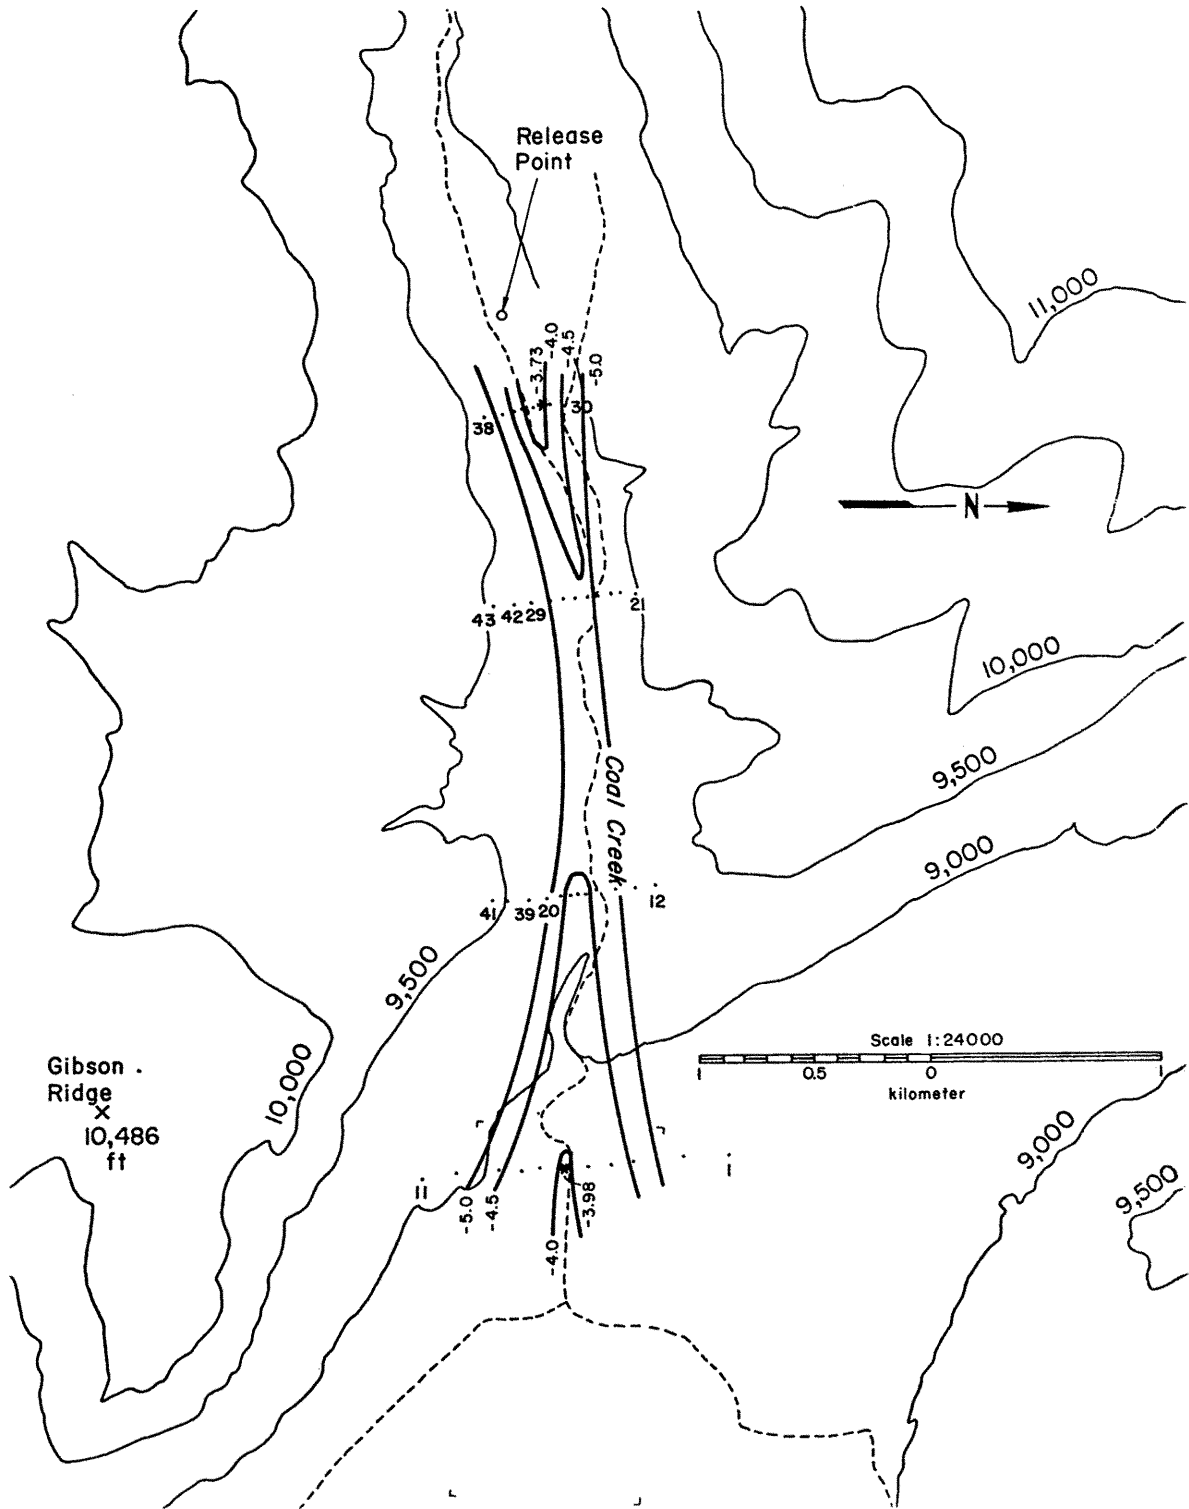 Release
Point
11,000
-3.73
-4.0
-4.5
-5.0
38
30
N
43 42 29
21
10,000
9,500
Coal Creek
9,000
41 39 20
12
9,500
Scale 1:24000
1 0.5 0 1
kilometer
Gibson
Ridge
×
10,486
ft
10,000
9,000
9,500
11
1
-5.0
-4.5
-4.0
-3.98